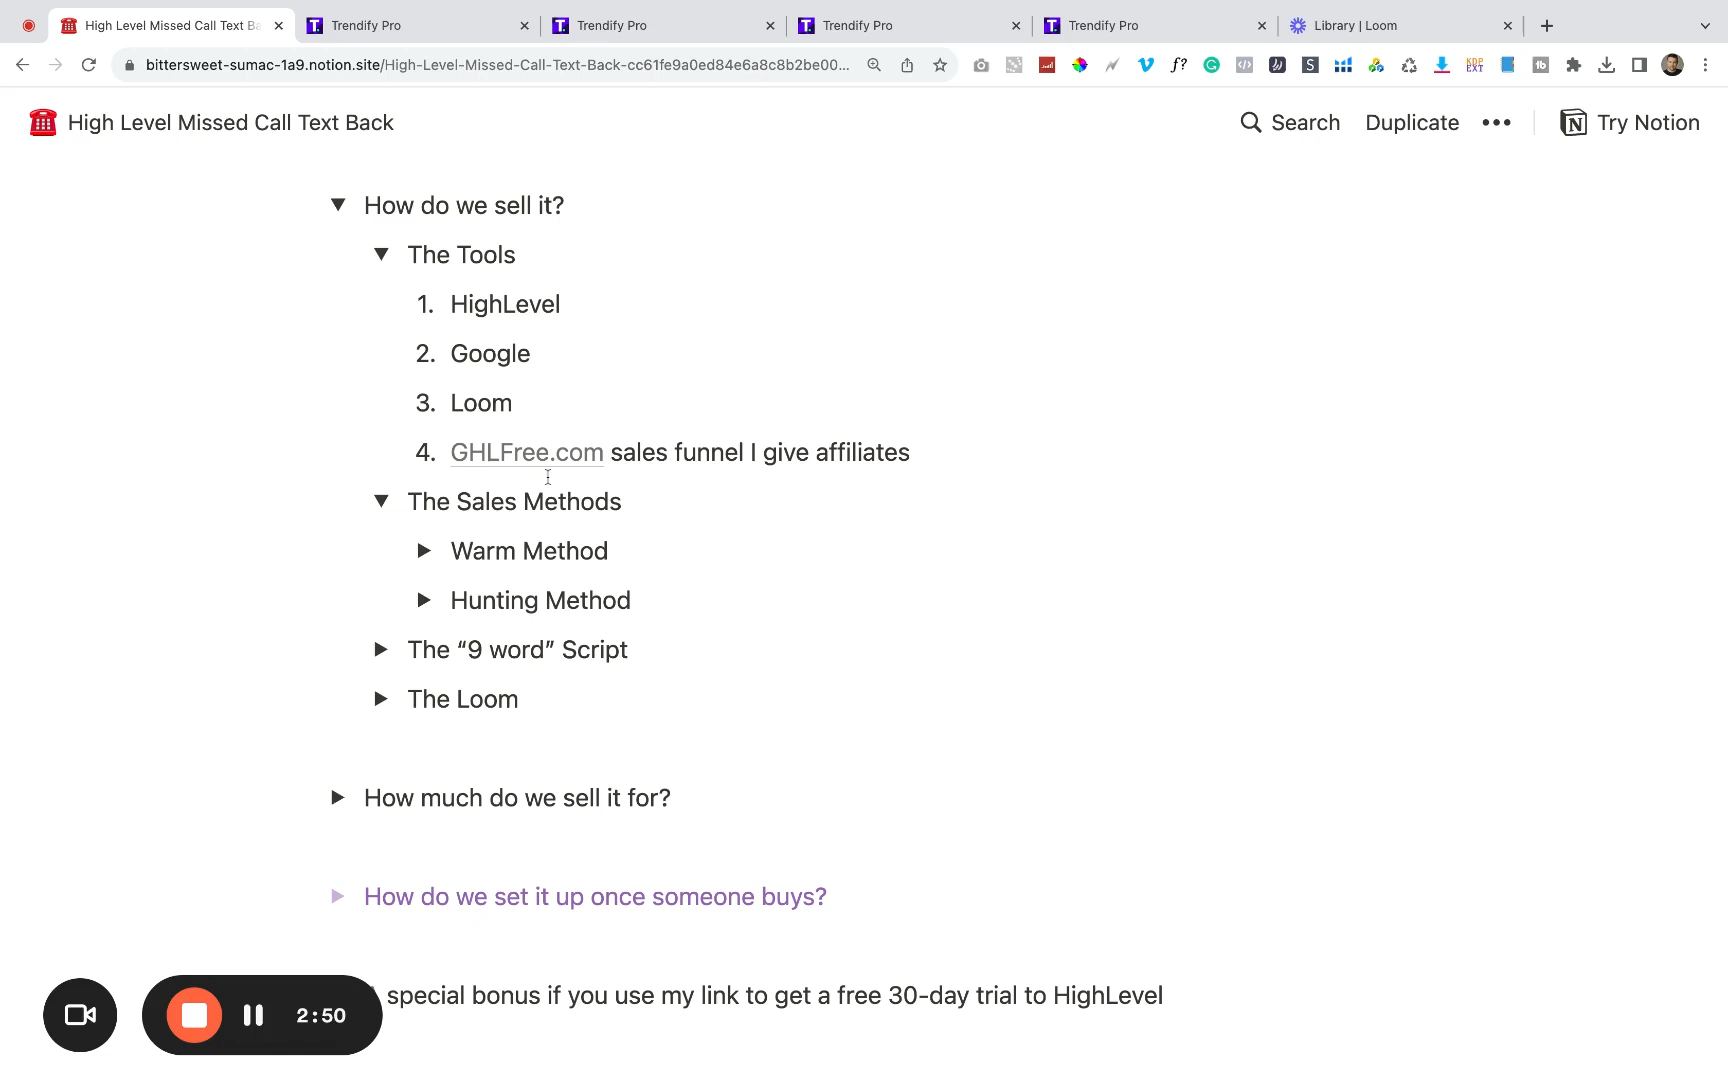 High Level Missed Call Text Ba
Trendify Pro
Trendify Pro
Trendify Pro
Trendify Pro
Library | Loom
bittersweet-sumac-1a9.notion.site/High-Level-Missed-Call-Text-Back-cc61fe9a0ed84e6a8c8b2be00...
High Level Missed Call Text Back
Search
Duplicate
Try Notion
How do we sell it?
The Tools
1. HighLevel
2. Google
3. Loom
4. GHLFree.com sales funnel I give affiliates
The Sales Methods
Warm Method
Hunting Method
The “9 word” Script
The Loom
How much do we sell it for?
How do we set it up once someone buys?
special bonus if you use my link to get a free 30-day trial to HighLevel
2:50